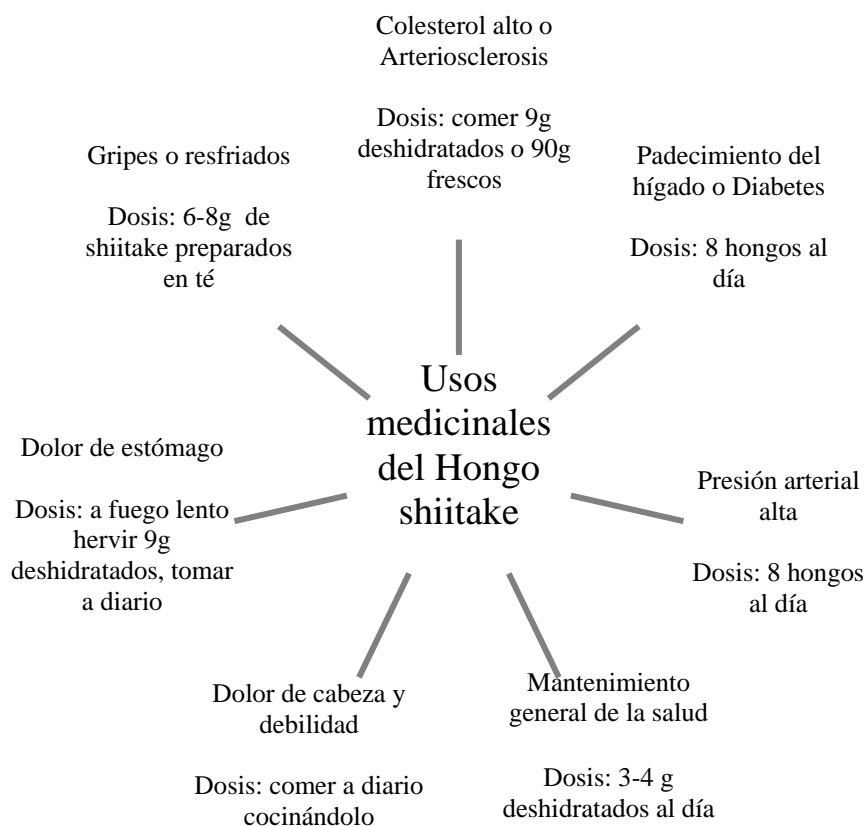 Colesterol alto o
Arteriosclerosis
Dosis: comer 9g
deshidratados o 90g
frescos
Gripes o resfriados
Dosis: 6-8g de
shiitake preparados
en té
Padecimiento del
hígado o Diabetes
Dosis: 8 hongos al
día
Usos
medicinales
del Hongo
shiitake
Dolor de estómago
Dosis: a fuego lento
hervir 9g
deshidratados, tomar
a diario
Presión arterial
alta
Dosis: 8 hongos
al día
Dolor de cabeza y
debilidad
Dosis: comer a diario
cocinándolo
Mantenimiento
general de la salud
Dosis: 3-4 g
deshidratados al día